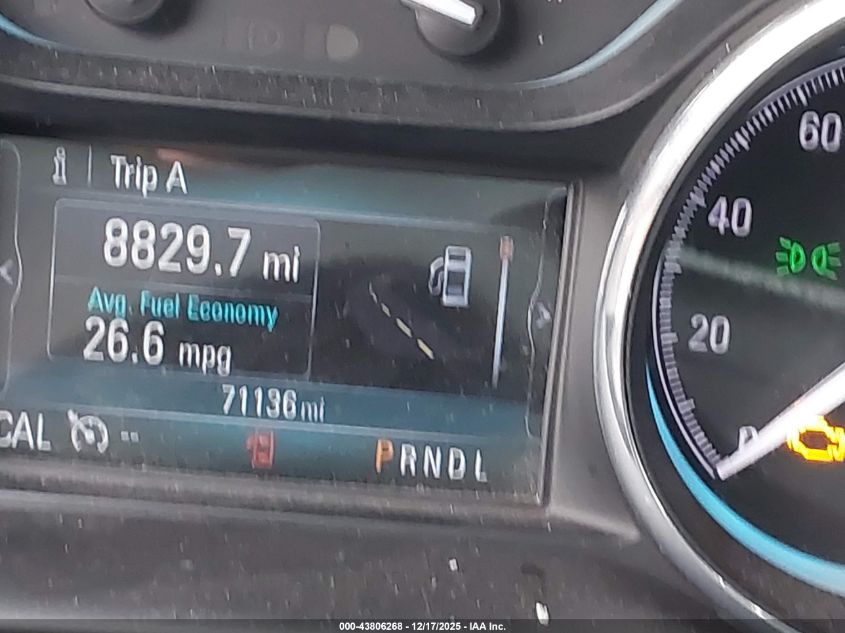 Trip A
8829.7 mi
Avg. Fuel Economy
26.6 mpg
71136 mi
CAL --
PRNDL
60
40
20
0
000-43806268 - 12/17/2025 - IAA Inc.